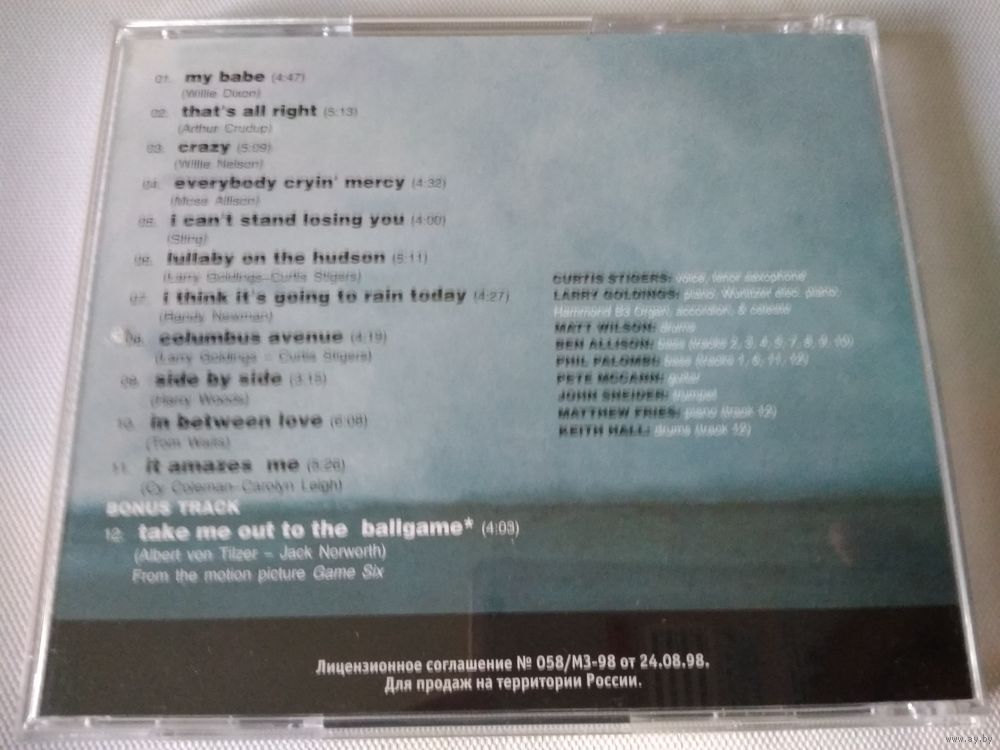 01. my babe (4:47)
(Willie Dixon)
02. that's all right (5:13)
(Arthur Crudup)
03. crazy (5:09)
(Willie Nelson)
04. everybody cryin' mercy (4:32)
(Mose Allison)
05. i can't stand losing you (4:00)
(Sting)
06. lullaby on the hudson (5:11)
(Larry Goldings–Curtis Stigers)
07. i think it's going to rain today (4:27)
(Randy Newman)
08. columbus avenue (4:19)
(Larry Goldings – Curtis Stigers)
09. side by side (3:15)
(Harry Woods)
10. in between love (6:08)
(Tom Waits)
11. it amazes me (5:26)
(Cy Coleman–Carolyn Leigh)
BONUS TRACK
12. take me out to the ballgame* (4:03)
(Albert von Tilzer – Jack Norworth)
From the motion picture Game Six
CURTIS STIGERS: voice, tenor saxophone
LARRY GOLDINGS: piano, Wurlitzer elec. piano,
Hammond B3 Organ, accordion, & celeste
MATT WILSON: drums
BEN ALLISON: bass (tracks 2, 3, 4, 5, 7, 8, 9, 10)
PHIL PALOMBI: bass (tracks 1, 6, 11, 12)
PETE MCCANN: guitar
JOHN SNEIDER: trumpet
MATTHEW FRIES: piano (track 12)
KEITH HALL: drums (track 12)
Лицензионное соглашение № 058/МЗ-98 от 24.08.98.
Для продаж на территории России.
www.ay.by